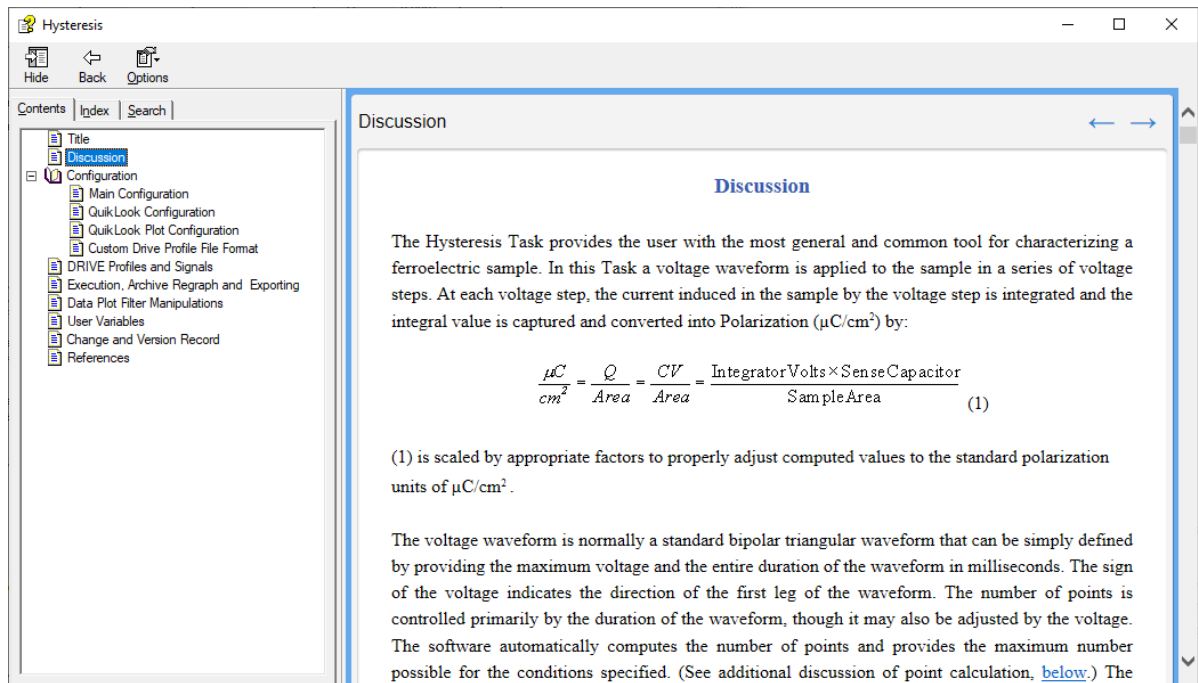 Hysteresis
Hide Back Options
Contents Index Search
Title
Discussion
Configuration
Main Configuration
QuikLook Configuration
QuikLook Plot Configuration
Custom Drive Profile File Format
DRIVE Profiles and Signals
Execution, Archive Regraph and Exporting
Data Plot Filter Manipulations
User Variables
Change and Version Record
References
Discussion
Discussion
The Hysteresis Task provides the user with the most general and common tool for characterizing a
ferroelectric sample. In this Task a voltage waveform is applied to the sample in a series of voltage
steps. At each voltage step, the current induced in the sample by the voltage step is integrated and the
integral value is captured and converted into Polarization (µC/cm²) by:
μC/cm² = Q/Area = CV/Area = Integrator Volts × Sense Capacitor/Sample Area (1)
(1) is scaled by appropriate factors to properly adjust computed values to the standard polarization
units of µC/cm² .
The voltage waveform is normally a standard bipolar triangular waveform that can be simply defined
by providing the maximum voltage and the entire duration of the waveform in milliseconds. The sign
of the voltage indicates the direction of the first leg of the waveform. The number of points is
controlled primarily by the duration of the waveform, though it may also be adjusted by the voltage.
The software automatically computes the number of points and provides the maximum number
possible for the conditions specified. (See additional discussion of point calculation, below.) The